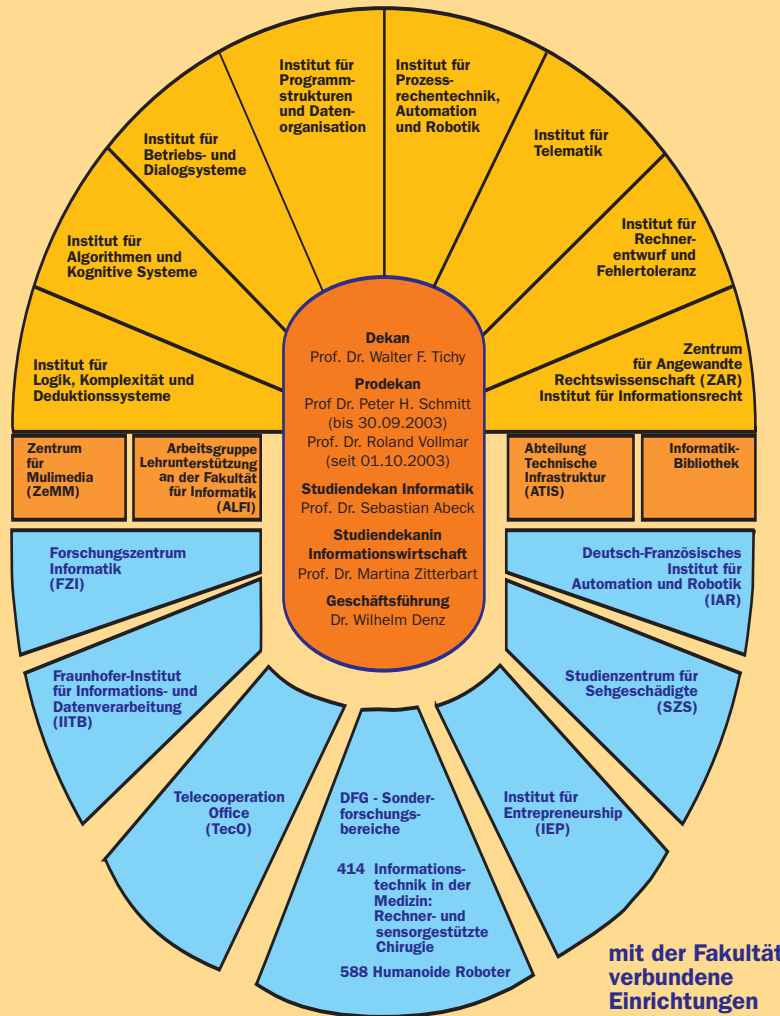 Institut für
Programm-
strukturen
und Daten-
organisation
Institut für
Prozess-
rechentechnik,
Automation
und Robotik
Institut für
Betriebs- und
Dialogsysteme
Institut für
Telematik
Institut für
Algorithmen und
Kognitive Systeme
Institut für
Rechner-
entwurf und
Fehlertoleranz
Institut für
Logik, Komplexität und
Deduktionssysteme
Zentrum
für Angewandte
Rechtswissenschaft (ZAR)
Institut für Informationsrecht
Dekan
Prof. Dr. Walter F. Tichy
Prodekan
Prof Dr. Peter H. Schmitt
(bis 30.09.2003)
Prof. Dr. Roland Vollmar
(seit 01.10.2003)
Studiendekan Informatik
Prof. Dr. Sebastian Abeck
Studiendekanin
Informationswirtschaft
Prof. Dr. Martina Zitterbart
Geschäftsführung
Dr. Wilhelm Denz
Zentrum
für
Mulimedia
(ZeMM)
Arbeitsgruppe
Lehrunterstützung
an der Fakultät
für Informatik
(ALFI)
Abteilung
Technische
Infrastruktur
(ATIS)
Informatik-
Bibliothek
Forschungszentrum
Informatik
(FZI)
Deutsch-Französisches
Institut für
Automation und Robotik
(IAR)
Fraunhofer-Institut
für Informations- und
Datenverarbeitung
(IITB)
Studienzentrum für
Sehgeschädigte
(SZS)
Telecooperation
Office
(TecO)
DFG - Sonder-
forschungs-
bereiche
414 Informations-
technik in der
Medizin:
Rechner- und
sensorgestützte
Chirugie
588 Humanoide Roboter
Institut für
Entrepreneurship
(IEP)
mit der Fakultät
verbundene
Einrichtungen